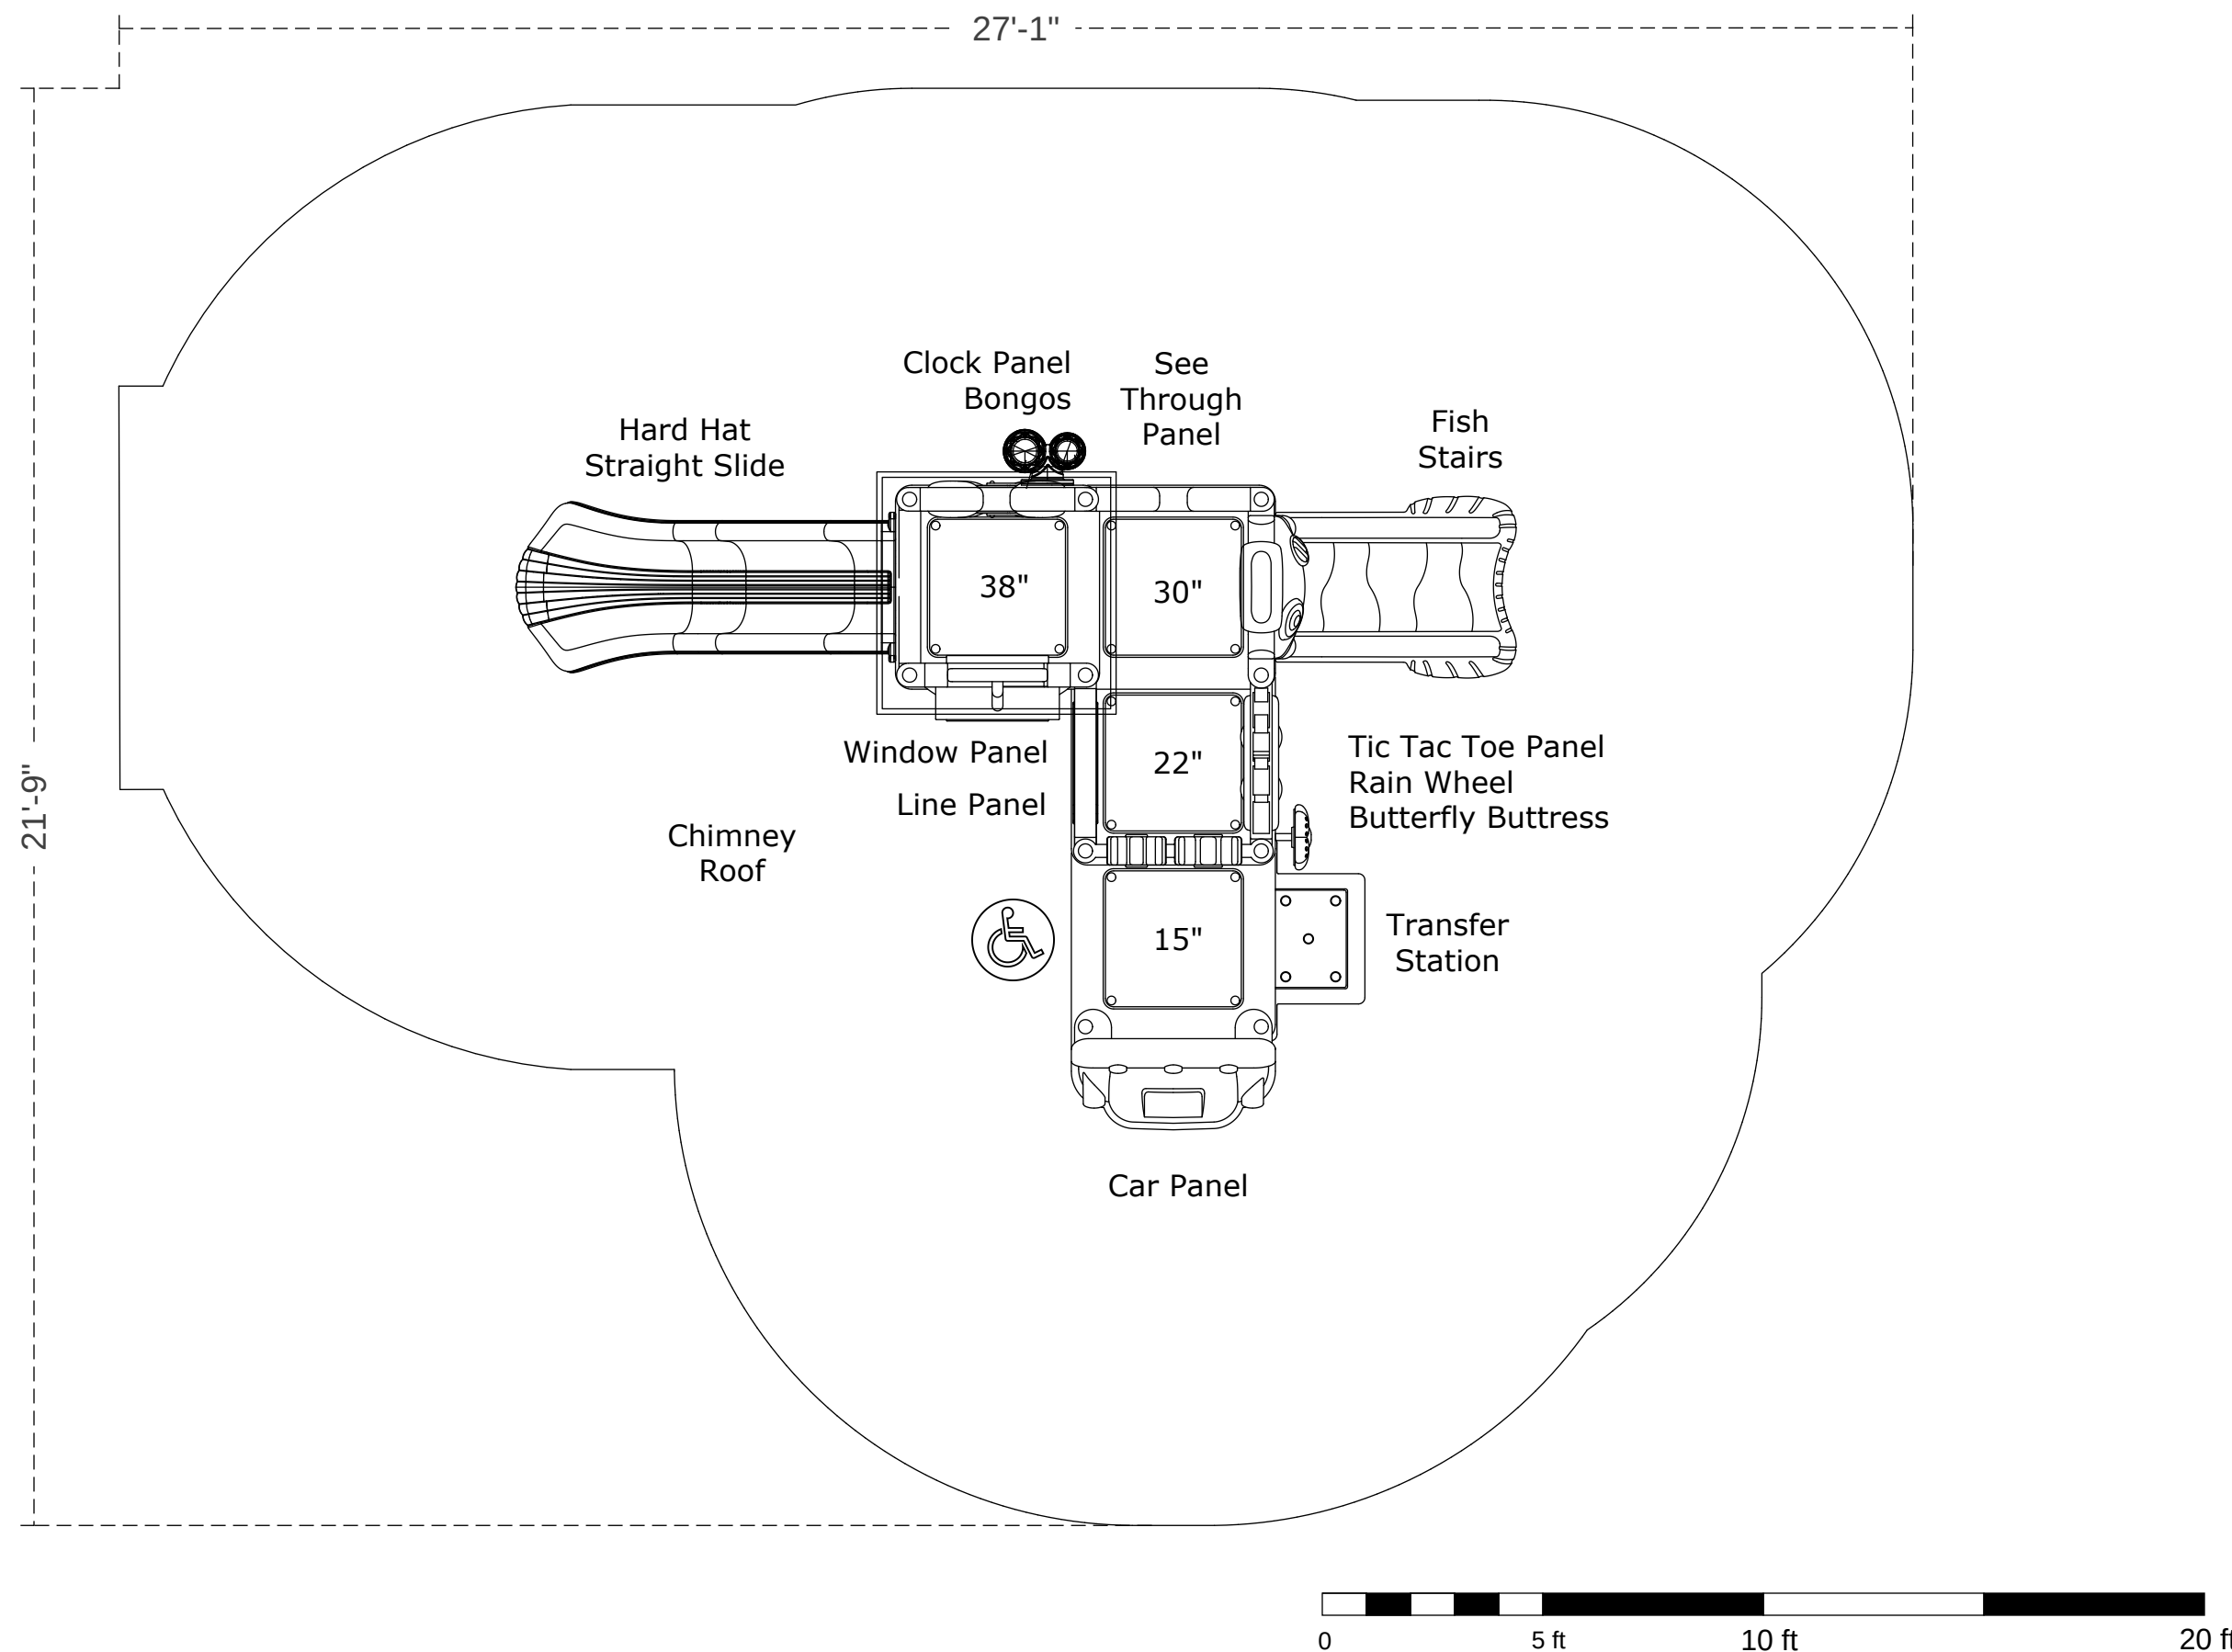 27'-1"
Clock Panel
Bongos
See
Through
Panel
Hard Hat
Straight Slide
Fish
Stairs
38"
30"
Window Panel
22"
Tic Tac Toe Panel
Rain Wheel
Butterfly Buttress
Line Panel
21'-9"
Chimney
Roof
15"
Transfer
Station
Car Panel
0
5 ft
10 ft
20 ft